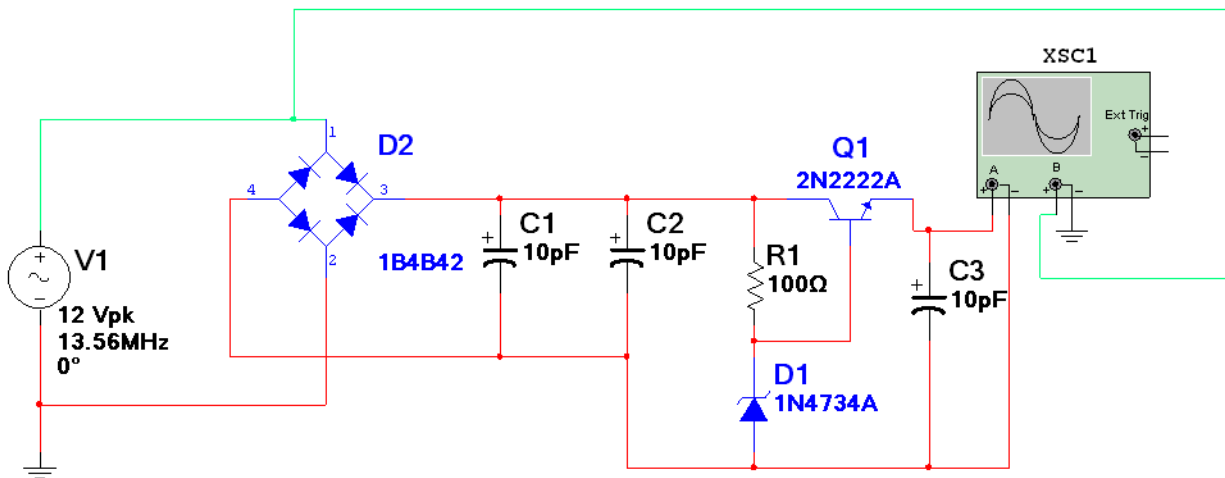 XSC1
Ext Trig
+
−
A
B
+ − + −
1
D2
4
3
2
1B4B42
V1
+
−
12 Vpk
13.56MHz
0°
+
C1
10pF
+
C2
10pF
Q1
2N2222A
R1
100Ω
+
C3
10pF
D1
1N4734A